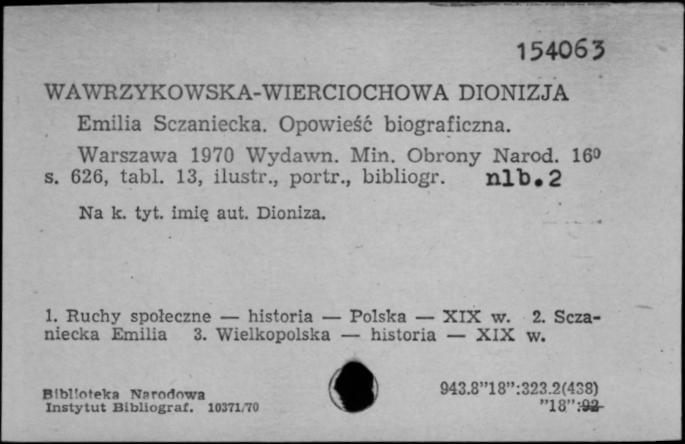 154063
WAWRZYKOWSKA-WIERCIOCHOWA DIONIZJA
Emilia Sczaniecka. Opowieść biograficzna.
Warszawa 1970 Wydawn. Min. Obrony Narod. 16⁰
s. 626, tabl. 13, ilustr., portr., bibliogr. nlb.2
Na k. tyt. imię aut. Dioniza.
1. Ruchy społeczne — historia — Polska — XIX w. 2. Scza-
niecka Emilia 3. Wielkopolska — historia — XIX w.
Biblioteka Narodowa
Instytut Bibliograf. 10371/70
943.8"18":323.2(438)
"18":92